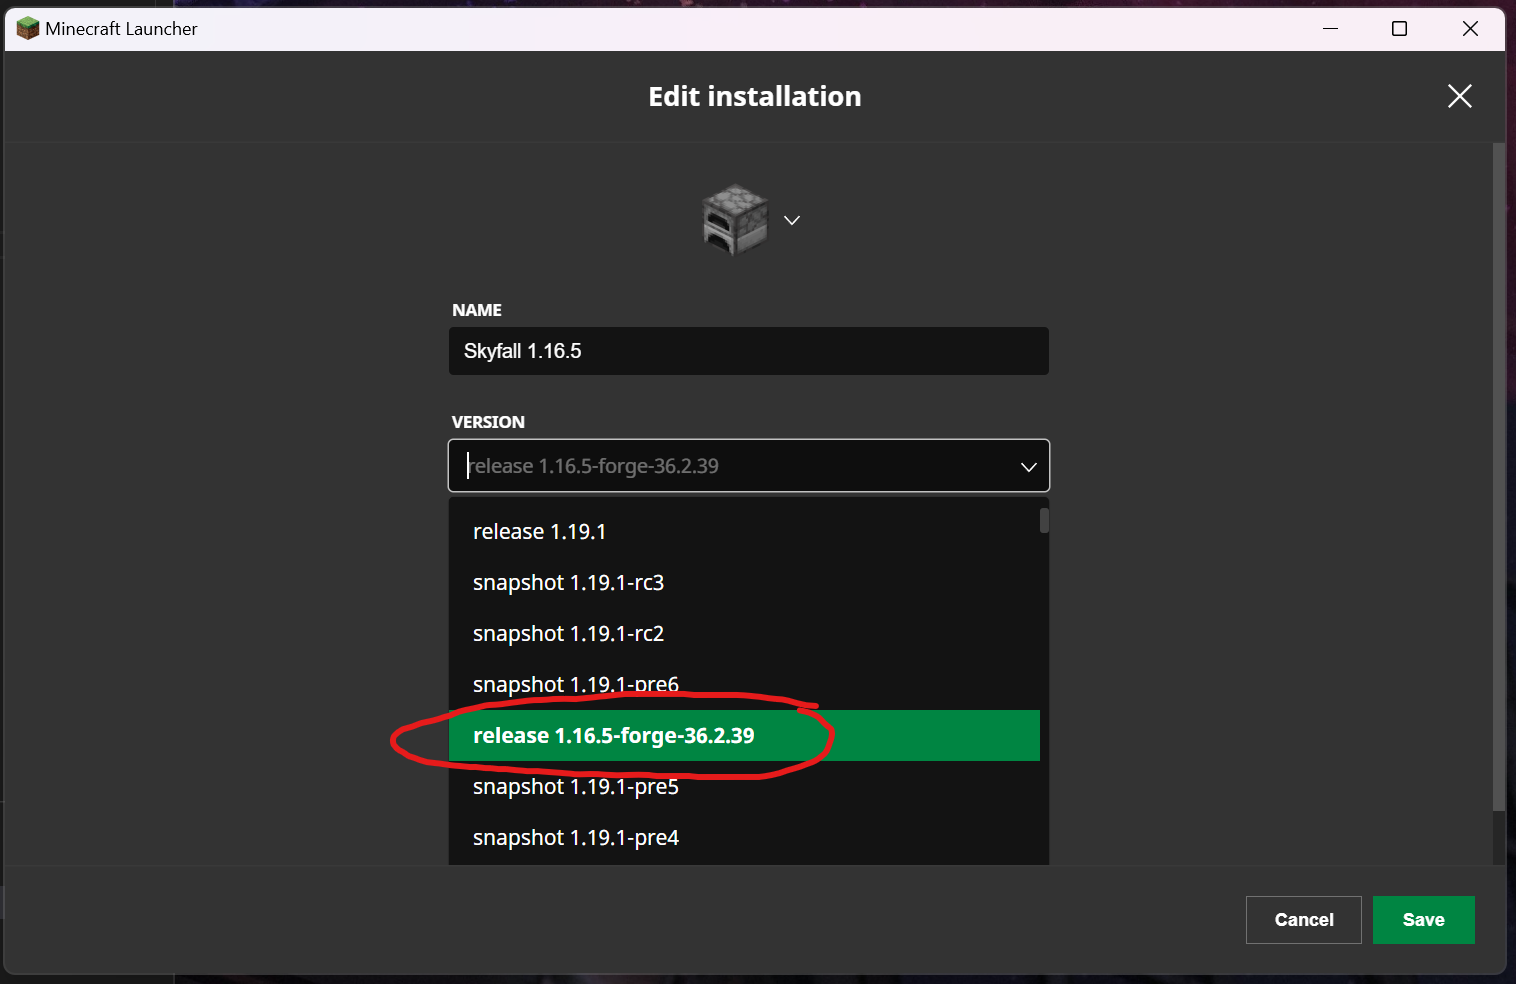 Minecraft Launcher
Edit installation
NAME
Skyfall 1.16.5
VERSION
release 1.16.5-forge-36.2.39
release 1.19.1
snapshot 1.19.1-rc3
snapshot 1.19.1-rc2
snapshot 1.19.1-pre6
release 1.16.5-forge-36.2.39
snapshot 1.19.1-pre5
snapshot 1.19.1-pre4
Cancel
Save